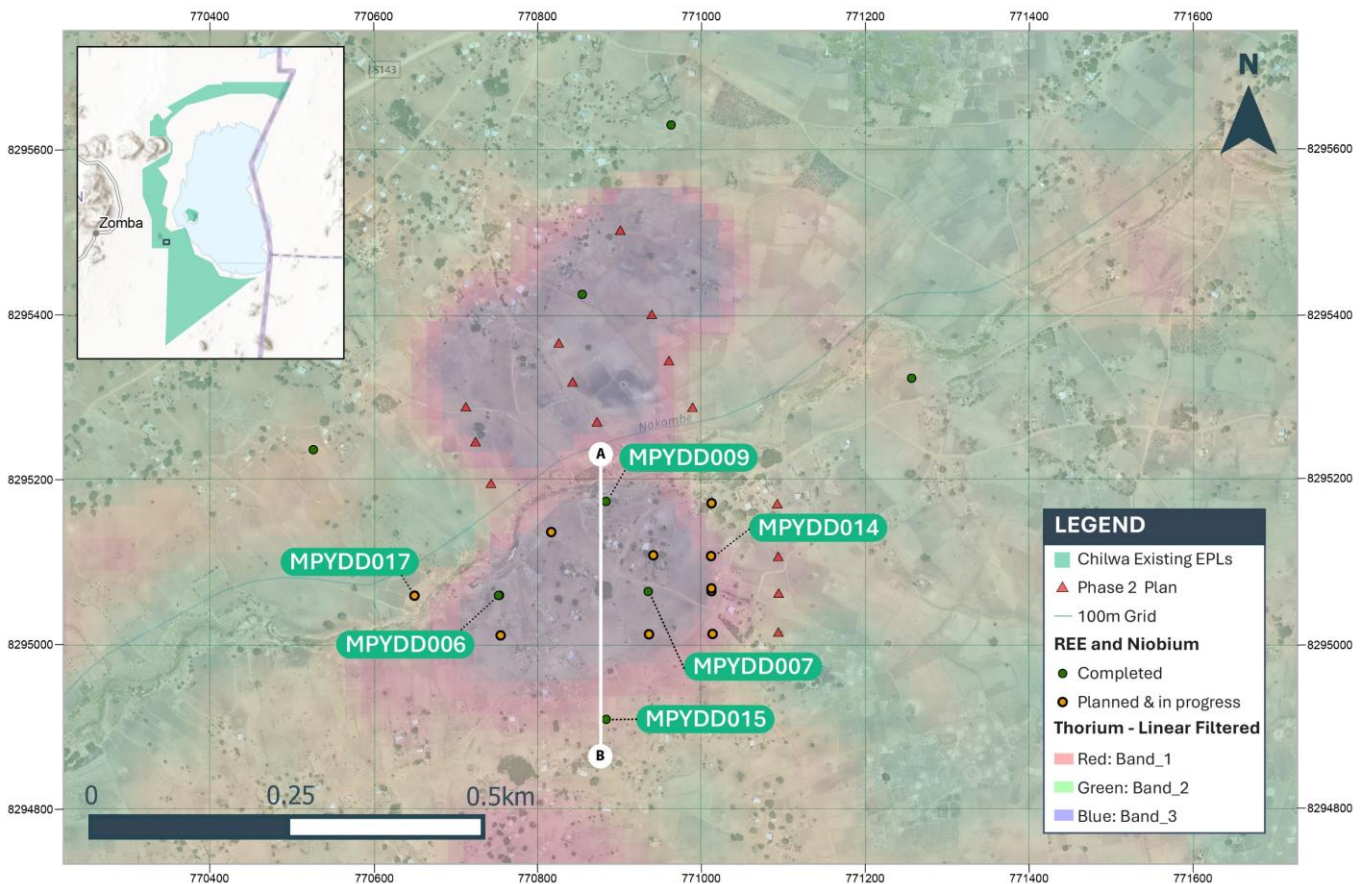 770400 770600 770800 771000 771200 771400 771600
S143
N
8295600 8295600
Zomba
8295400 8295400
Nakambe
A
MPYDD009
8295200 8295200
MPYDD014
MPYDD017
MPYDD006
MPYDD007
8295000 8295000
MPYDD015
B
LEGEND
Chilwa Existing EPLs
Phase 2 Plan
100m Grid
REE and Niobium
Completed
Planned & in progress
Thorium - Linear Filtered
Red: Band_1
Green: Band_2
Blue: Band_3
0 0.25 0.5km
8294800 8294800
770400 770600 770800 771000 771200 771400 771600